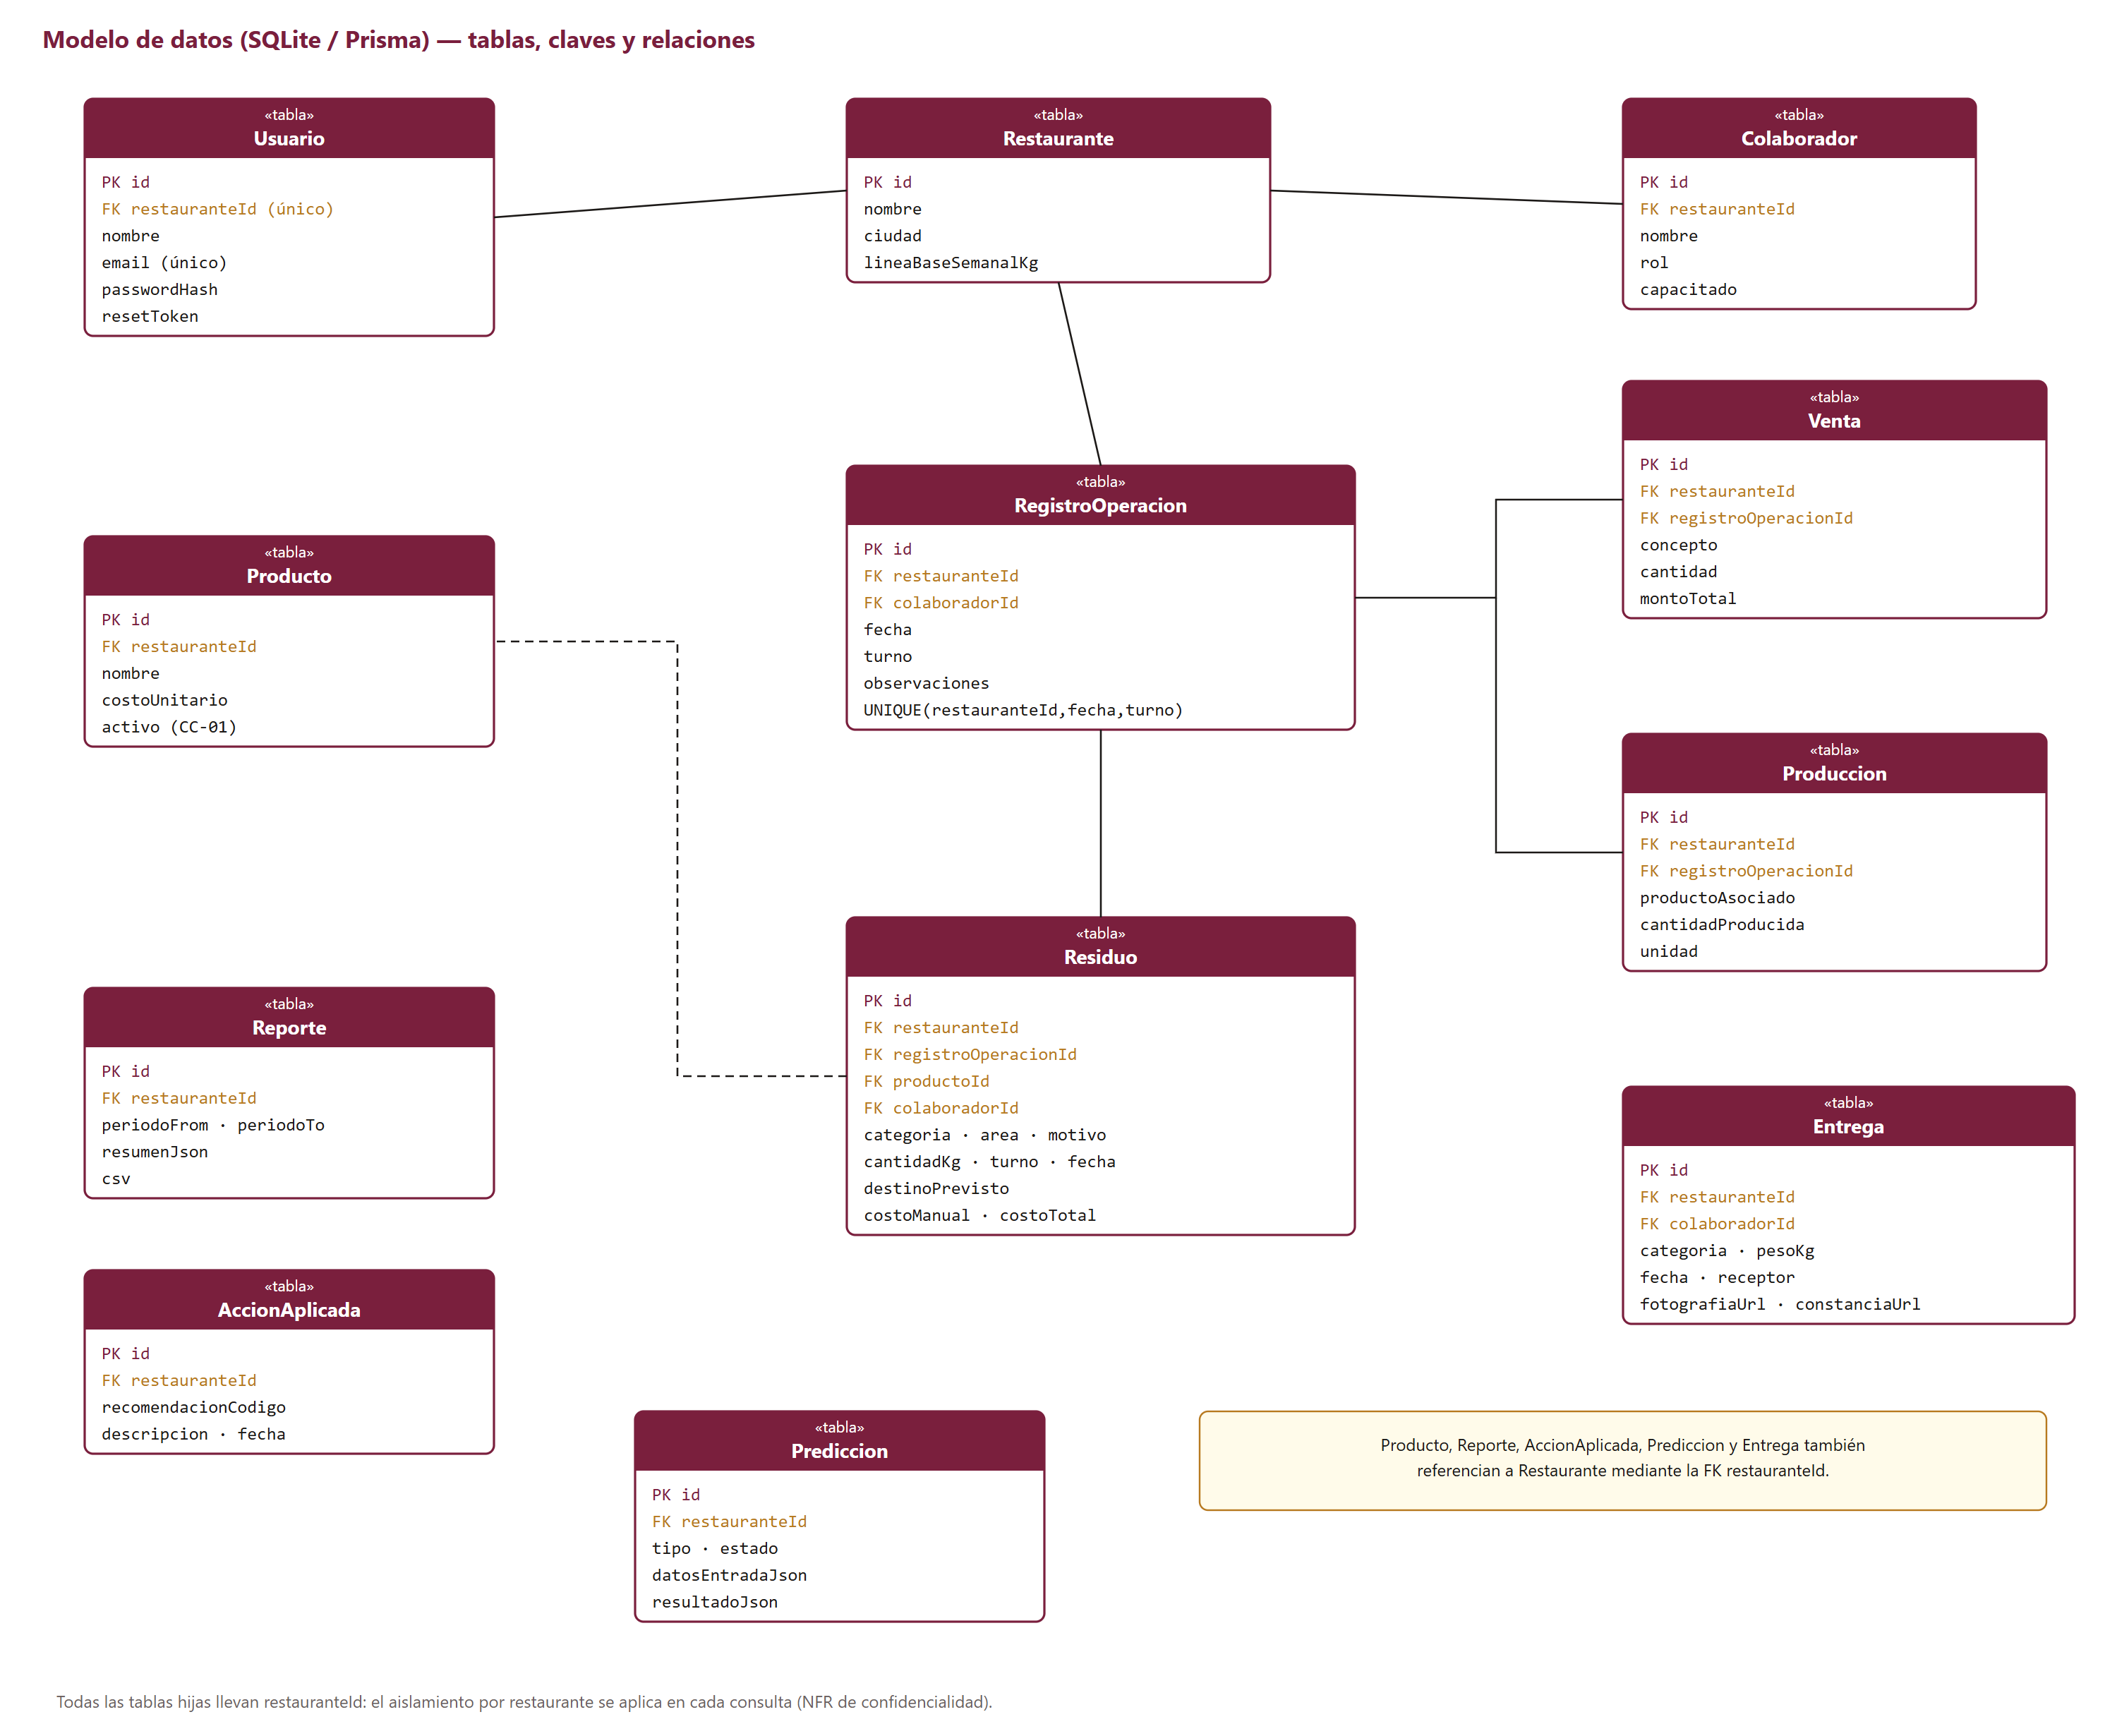 Modelo de datos (SQLite / Prisma) — tablas, claves y relaciones
«tabla»
Usuario
PK id
FK restauranteId (único)
nombre
email (único)
passwordHash
resetToken
«tabla»
Restaurante
PK id
nombre
ciudad
lineaBaseSemanalKg
«tabla»
Colaborador
PK id
FK restauranteId
nombre
rol
capacitado
«tabla»
Venta
PK id
FK restauranteId
FK registroOperacionId
concepto
cantidad
montoTotal
«tabla»
RegistroOperacion
PK id
FK restauranteId
FK colaboradorId
fecha
turno
observaciones
UNIQUE(restauranteId,fecha,turno)
«tabla»
Producto
PK id
FK restauranteId
nombre
costoUnitario
activo (CC-01)
«tabla»
Produccion
PK id
FK restauranteId
FK registroOperacionId
productoAsociado
cantidadProducida
unidad
«tabla»
Residuo
PK id
FK restauranteId
FK registroOperacionId
FK productoId
FK colaboradorId
categoria · area · motivo
cantidadKg · turno · fecha
destinoPrevisto
costoManual · costoTotal
«tabla»
Reporte
PK id
FK restauranteId
periodoFrom · periodoTo
resumenJson
csv
«tabla»
Entrega
PK id
FK restauranteId
FK colaboradorId
categoria · pesoKg
fecha · receptor
fotografiaUrl · constanciaUrl
«tabla»
AccionAplicada
PK id
FK restauranteId
recomendacionCodigo
descripcion · fecha
«tabla»
Prediccion
PK id
FK restauranteId
tipo · estado
datosEntradaJson
resultadoJson
Producto, Reporte, AccionAplicada, Prediccion y Entrega también
referencian a Restaurante mediante la FK restauranteId.
Todas las tablas hijas llevan restauranteId: el aislamiento por restaurante se aplica en cada consulta (NFR de confidencialidad).